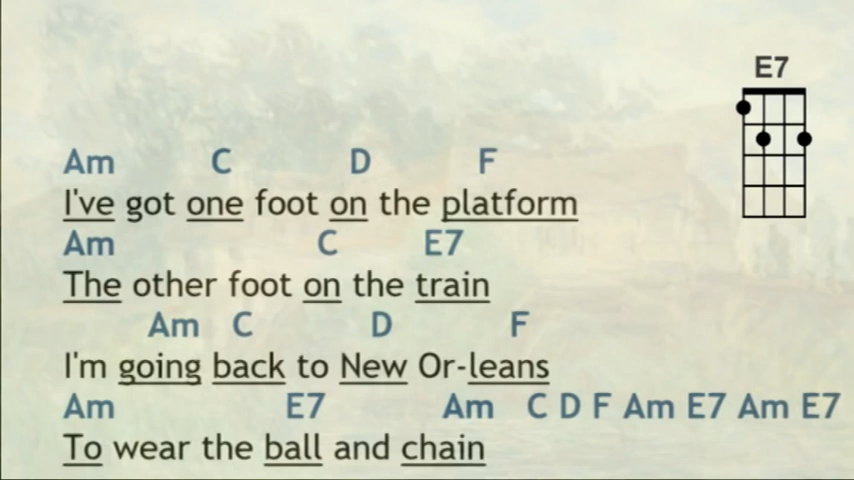 E7
Am C D F
I've got one foot on the platform
Am C E7
The other foot on the train
Am C D F
I'm going back to New Or-leans
Am E7 Am C D F Am E7 Am E7
To wear the ball and chain